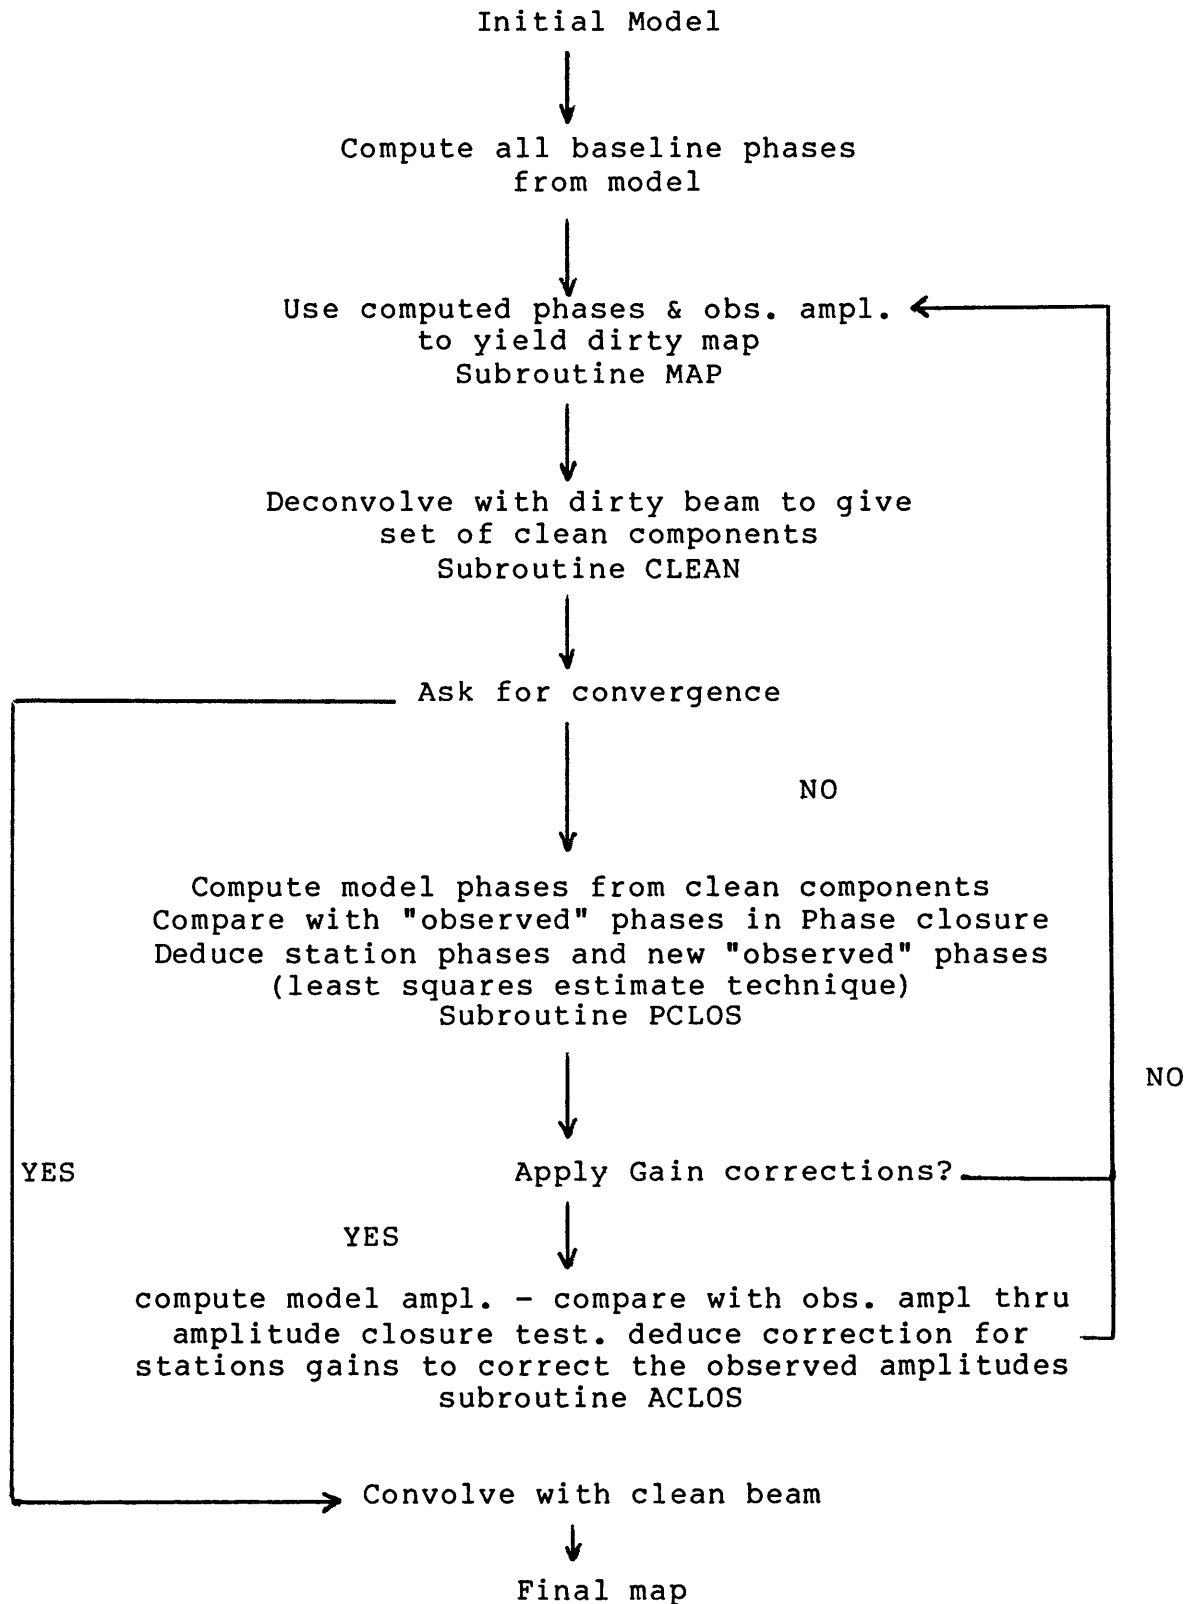 Initial Model
Compute all baseline phases
from model
Use computed phases & obs. ampl.
to yield dirty map
Subroutine MAP
Deconvolve with dirty beam to give
set of clean components
Subroutine CLEAN
Ask for convergence
NO
Compute model phases from clean components
Compare with "observed" phases in Phase closure
Deduce station phases and new "observed" phases
(least squares estimate technique)
Subroutine PCLOS
NO
YES
Apply Gain corrections?
YES
compute model ampl. - compare with obs. ampl thru
amplitude closure test. deduce correction for
stations gains to correct the observed amplitudes
subroutine ACLOS
Convolve with clean beam
Final map